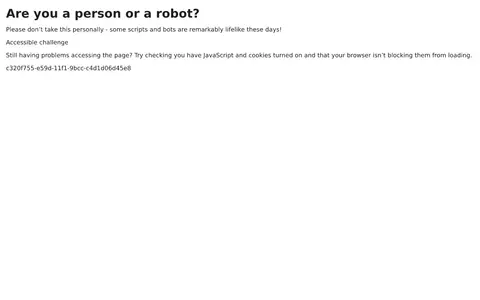 Are you a person or a robot?
Please don't take this personally - some scripts and bots are remarkably lifelike these days!
Accessible challenge
Still having problems accessing the page? Try checking you have JavaScript and cookies turned on and that your browser isn't blocking them from loading.
c320f755-e59d-11f1-9bcc-c4d1d06d45e8